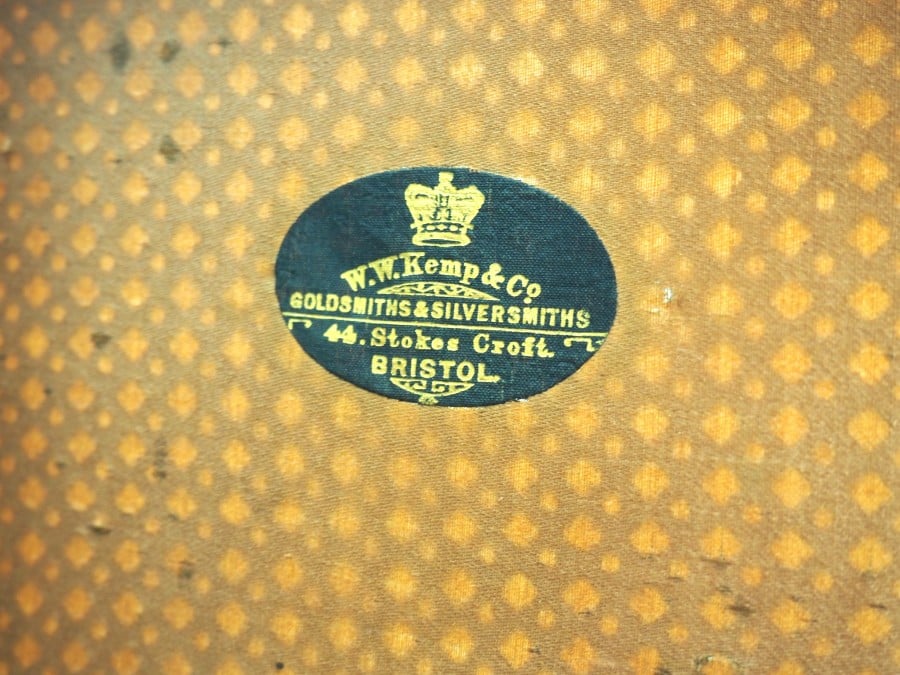 W.W.Kemp & Co.
GOLDSMITHS & SILVERSMITHS
44. Stokes Croft.
BRISTOL.